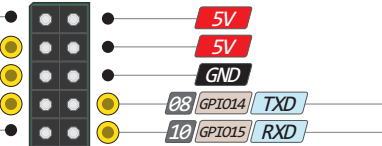 5V
5V
GND
08 GPIO14 TXD
10 GPIO15 RXD